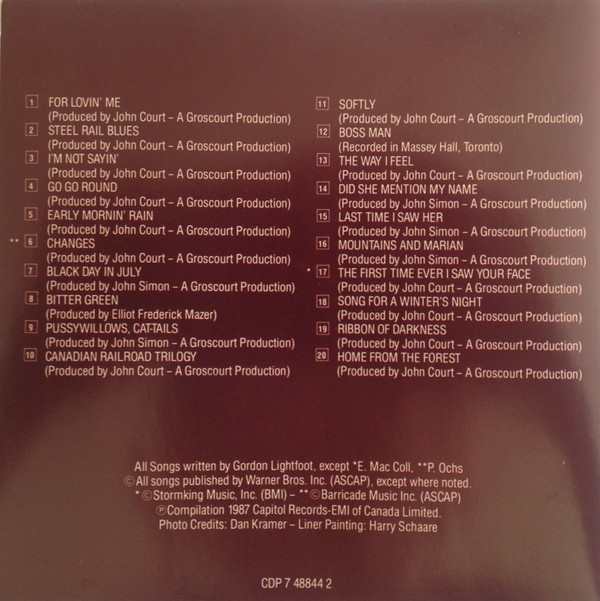 1 FOR LOVIN' ME
(Produced by John Court – A Groscourt Production)
2 STEEL RAIL BLUES
(Produced by John Court – A Groscourt Production)
3 I'M NOT SAYIN'
(Produced by John Court – A Groscourt Production)
4 GO GO ROUND
(Produced by John Court – A Groscourt Production)
5 EARLY MORNIN' RAIN
(Produced by John Court – A Groscourt Production)
** 6 CHANGES
(Produced by John Court – A Groscourt Production)
7 BLACK DAY IN JULY
(Produced by John Simon – A Groscourt Production)
8 BITTER GREEN
(Produced by Elliot Frederick Mazer)
9 PUSSYWILLOWS, CAT-TAILS
(Produced by John Simon – A Groscourt Production)
10 CANADIAN RAILROAD TRILOGY
(Produced by John Court – A Groscourt Production)
11 SOFTLY
(Produced by John Court – A Groscourt Production)
12 BOSS MAN
(Recorded in Massey Hall, Toronto)
13 THE WAY I FEEL
(Produced by John Court – A Groscourt Production)
14 DID SHE MENTION MY NAME
(Produced by John Simon – A Groscourt Production)
15 LAST TIME I SAW HER
(Produced by John Simon – A Groscourt Production)
16 MOUNTAINS AND MARIAN
(Produced by John Simon – A Groscourt Production)
* 17 THE FIRST TIME EVER I SAW YOUR FACE
(Produced by John Court – A Groscourt Production)
18 SONG FOR A WINTER'S NIGHT
(Produced by John Court – A Groscourt Production)
19 RIBBON OF DARKNESS
(Produced by John Court – A Groscourt Production)
20 HOME FROM THE FOREST
(Produced by John Court – A Groscourt Production)
All Songs written by Gordon Lightfoot, except *E. Mac Coll, **P. Ochs
©All songs published by Warner Bros. Inc. (ASCAP), except where noted.
* ©Stormking Music, Inc. (BMI) – ** ©Barricade Music Inc. (ASCAP)
℗Compilation 1987 Capitol Records-EMI of Canada Limited.
Photo Credits: Dan Kramer – Liner Painting: Harry Schaare
CDP 7 48844 2